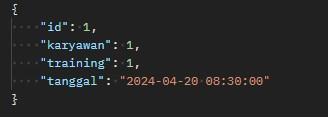 {
    "id": 1,
    "karyawan": 1,
    "training": 1,
    "tanggal": "2024-04-20 08:30:00"
}